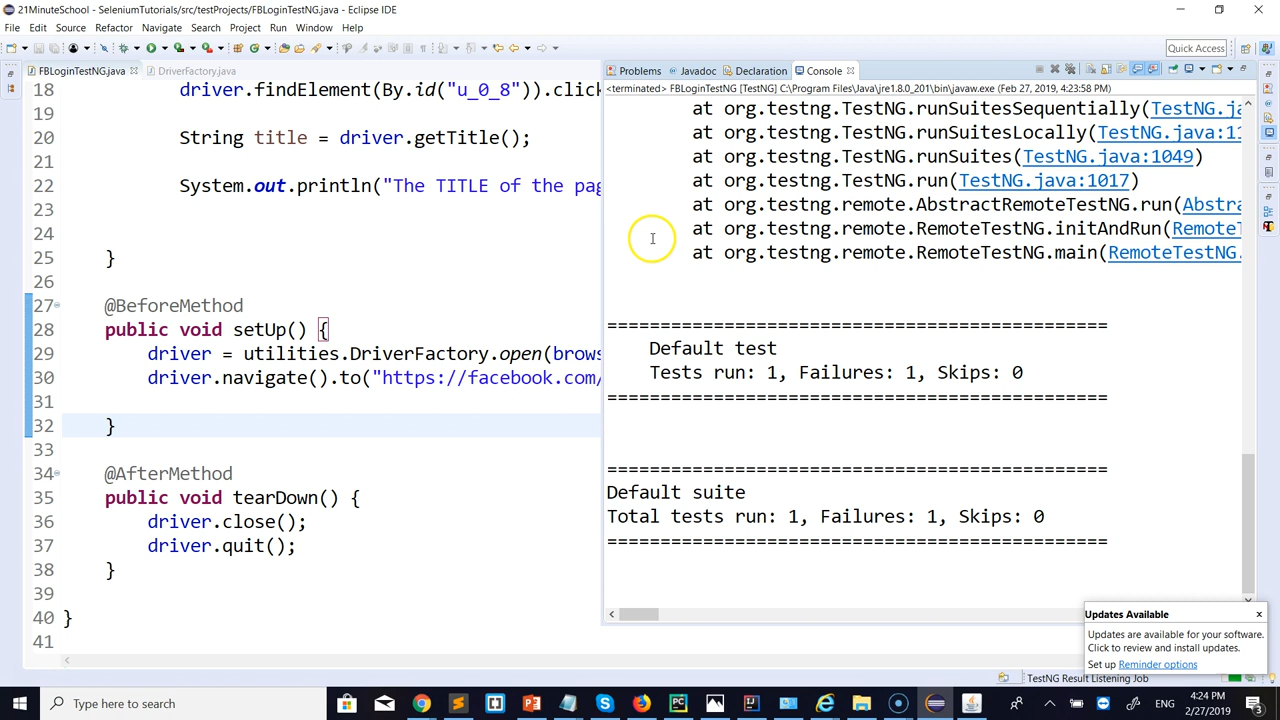 21MinuteSchool - SeleniumTutorials/src/testProjects/FBLoginTestNG.java - Eclipse IDE
File Edit Source Refactor Navigate Search Project Run Window Help
Quick Access
FBLoginTestNG.java
DriverFactory.java
18 driver.findElement(By.id("u_0_8")).click
19
20 String title = driver.getTitle();
21
22 System.out.println("The TITLE of the pag
23
24
25 }
26
27 @BeforeMethod
28 public void setUp() {
29 driver = utilities.DriverFactory.open(brows
30 driver.navigate().to("https://facebook.com/
31
32 }
33
34 @AfterMethod
35 public void tearDown() {
36 driver.close();
37 driver.quit();
38 }
39
40 }
41
Problems Javadoc Declaration Console
<terminated> FBLoginTestNG [TestNG] C:\Program Files\Java\jre1.8.0_201\bin\javaw.exe (Feb 27, 2019, 4:23:58 PM)
at org.testng.TestNG.runSuitesSequentially(TestNG.ja
at org.testng.TestNG.runSuitesLocally(TestNG.java:11
at org.testng.TestNG.runSuites(TestNG.java:1049)
at org.testng.TestNG.run(TestNG.java:1017)
at org.testng.remote.AbstractRemoteTestNG.run(Abstra
at org.testng.remote.RemoteTestNG.initAndRun(Remote
at org.testng.remote.RemoteTestNG.main(RemoteTestNG.
===============================================
Default test
Tests run: 1, Failures: 1, Skips: 0
===============================================
===============================================
Default suite
Total tests run: 1, Failures: 1, Skips: 0
===============================================
Updates Available
Updates are available for your software.
Click to review and install updates.
Set up Reminder options
TestNG Result Listening Job
Type here to search
ENG
4:24 PM
2/27/2019
3